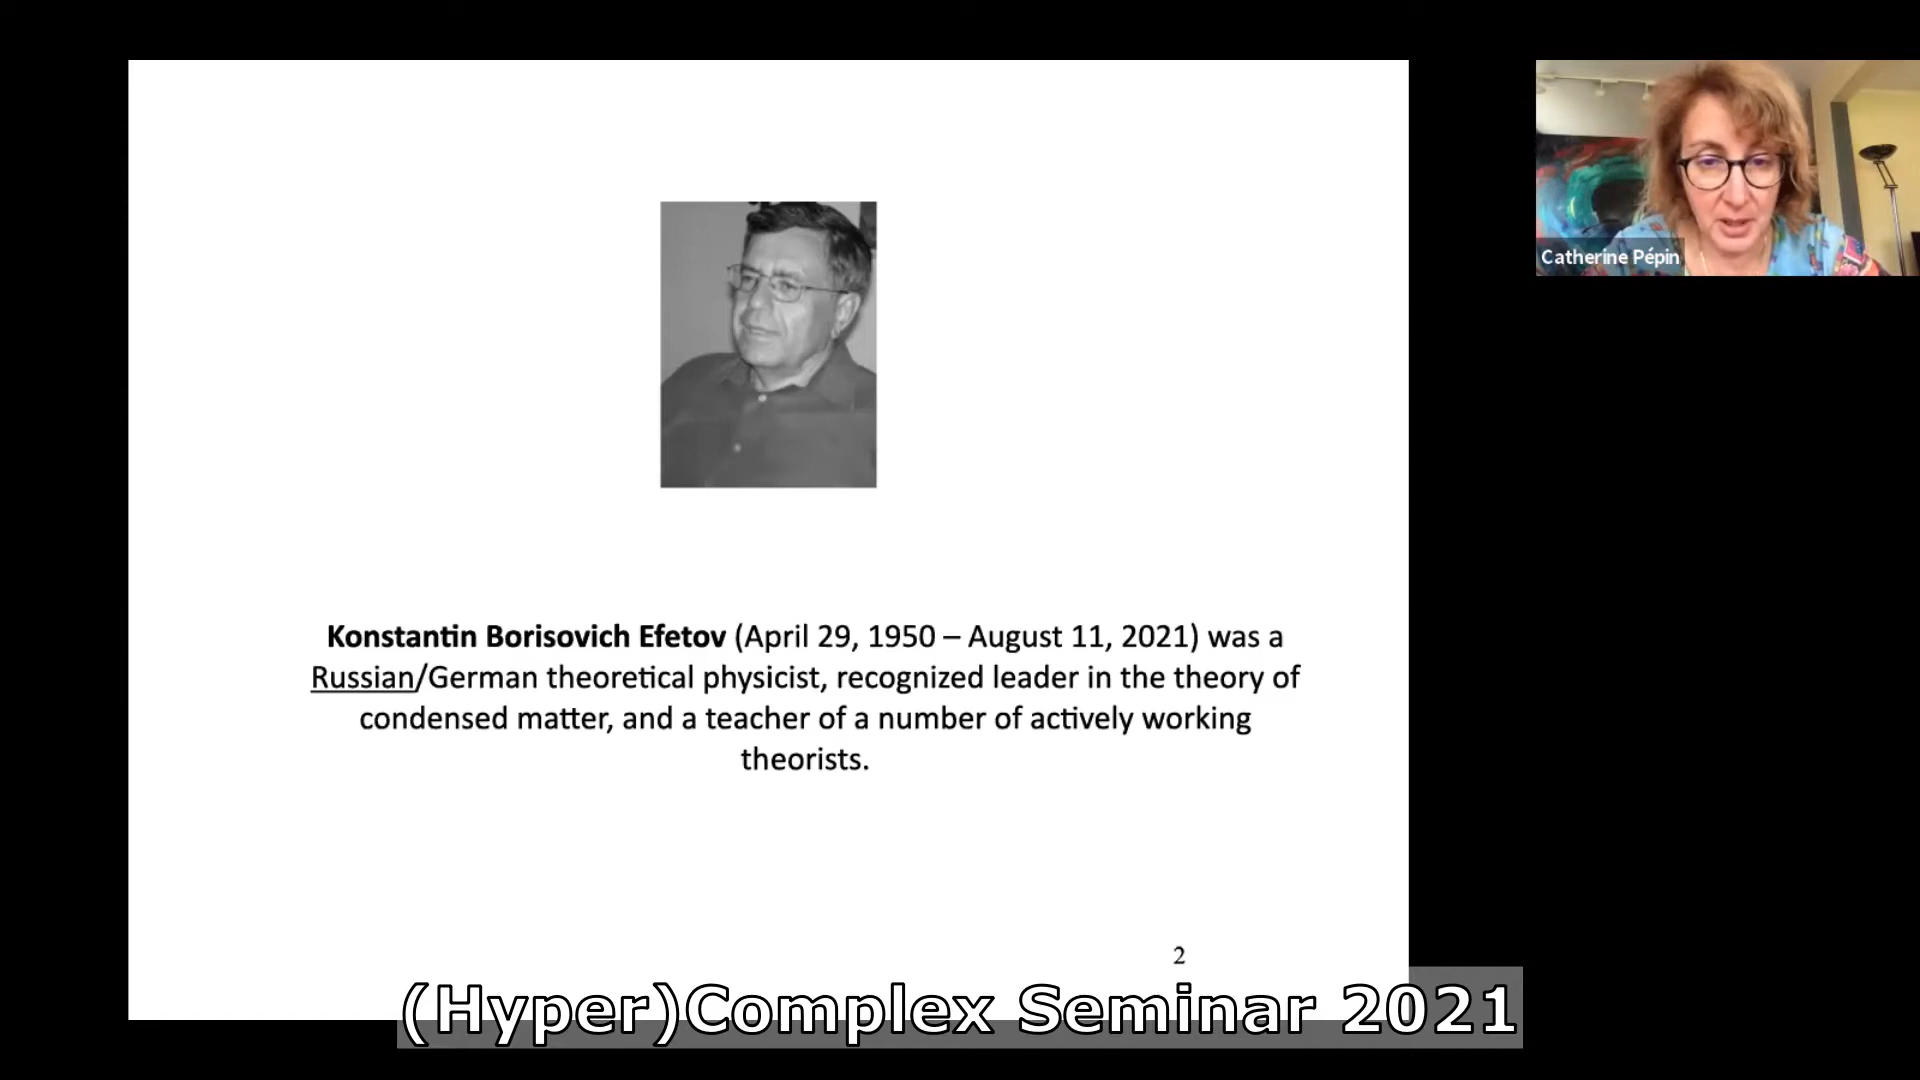 Catherine Pépin
Konstantin Borisovich Efetov (April 29, 1950 – August 11, 2021) was a
Russian/German theoretical physicist, recognized leader in the theory of
condensed matter, and a teacher of a number of actively working
theorists.
2
(Hyper)Complex Seminar 2021